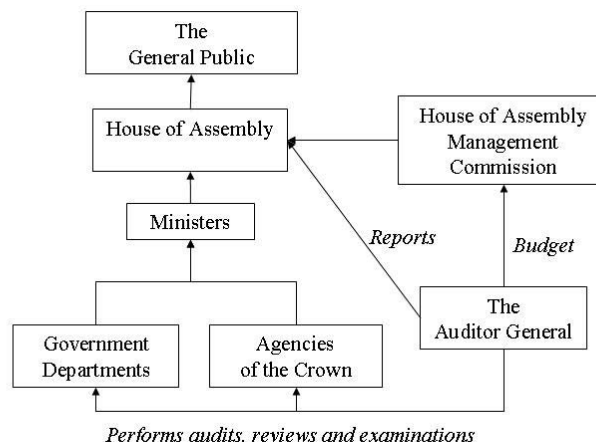 The
General Public
House of Assembly
House of Assembly
Management
Commission
Ministers
Reports
Budget
The
Auditor General
Government
Departments
Agencies
of the Crown
Performs audits, reviews and examinations